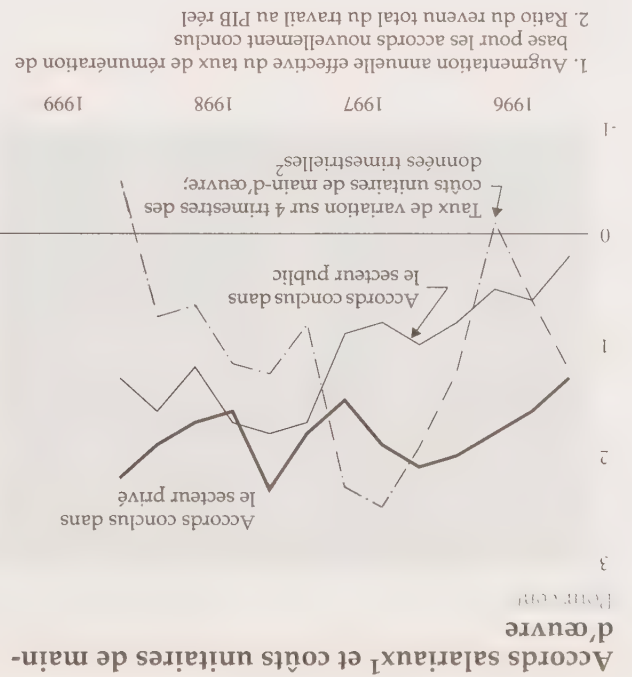 Accords salariaux¹ et coûts unitaires de main-
d'œuvre
Pour cent
3
2
1
0
-1
Accords conclus dans
le secteur privé
Accords conclus dans
le secteur public
Taux de variation sur 4 trimestres des
coûts unitaires de main-d'œuvre;
données trimestrielles²
1996 1997 1998 1999
1. Augmentation annuelle effective du taux de rémunération de
base pour les accords nouvellement conclus
2. Ratio du revenu total du travail au PIB réel